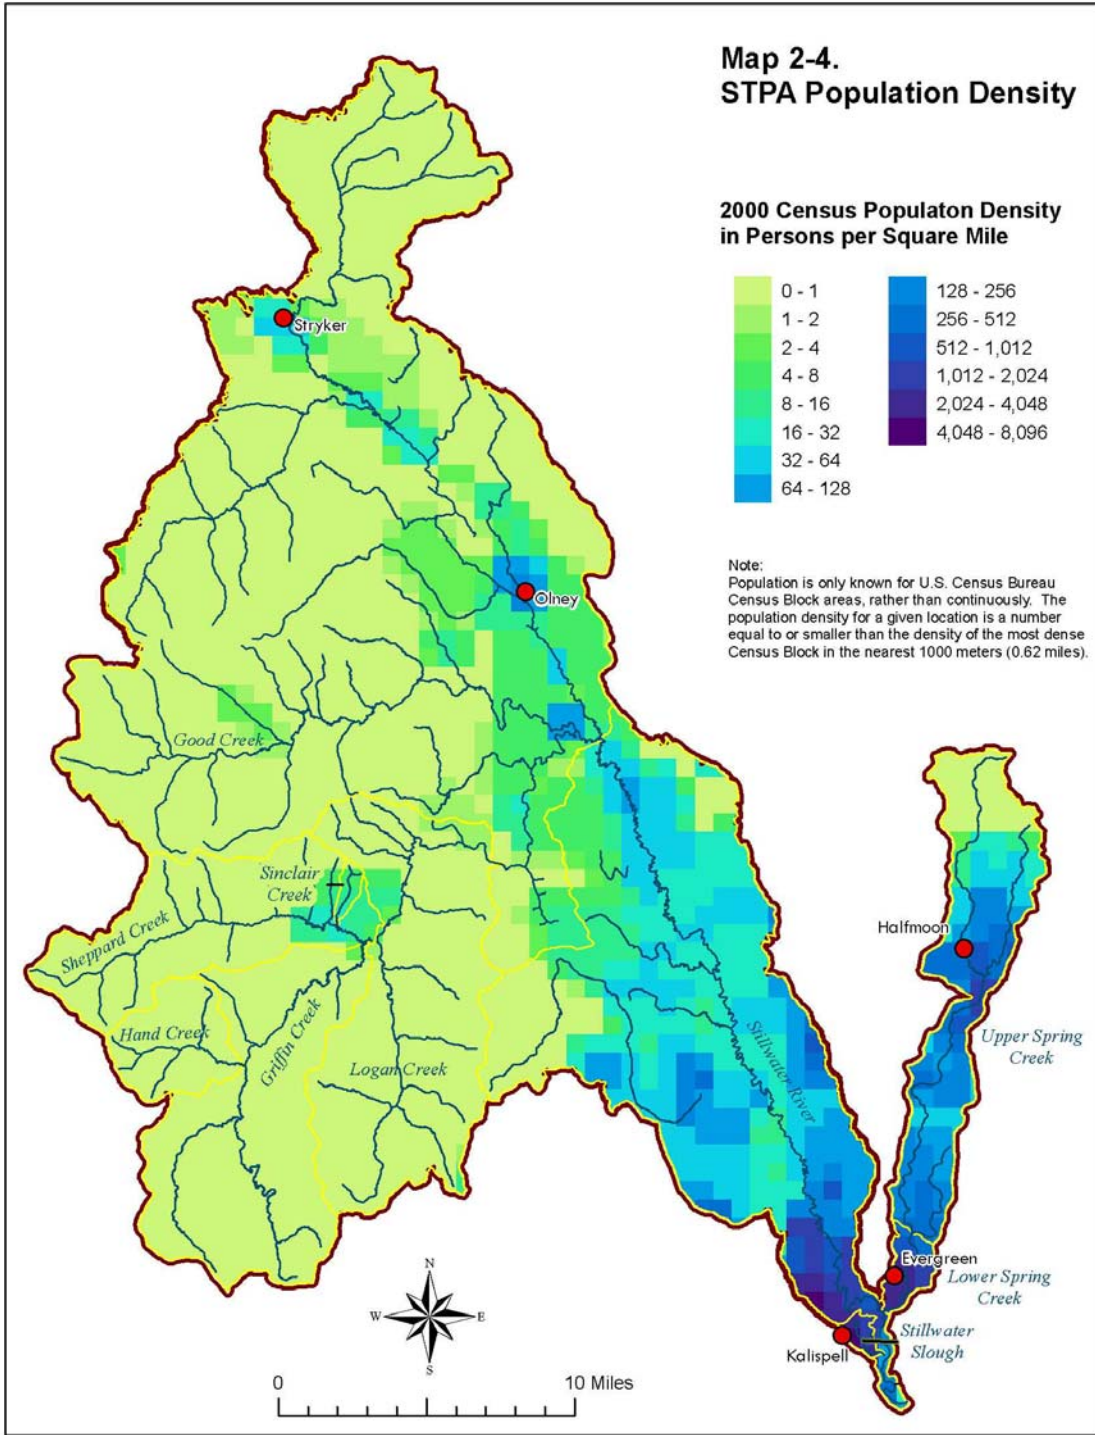 Map 2-4.
STPA Population Density
2000 Census Populaton Density
in Persons per Square Mile
0 - 1
1 - 2
2 - 4
4 - 8
8 - 16
16 - 32
32 - 64
64 - 128
128 - 256
256 - 512
512 - 1,012
1,012 - 2,024
2,024 - 4,048
4,048 - 8,096
Note:
Population is only known for U.S. Census Bureau
Census Block areas, rather than continuously. The
population density for a given location is a number
equal to or smaller than the density of the most dense
Census Block in the nearest 1000 meters (0.62 miles).
Stryker
Olney
Good Creek
Sinclair
Creek
Sheppard Creek
Hand Creek
Griffin Creek
Logan Creek
Stillwater River
Halfmoon
Upper Spring
Creek
Evergreen
Lower Spring
Creek
Stillwater
Slough
Kalispell
N
W
E
S
0
10 Miles